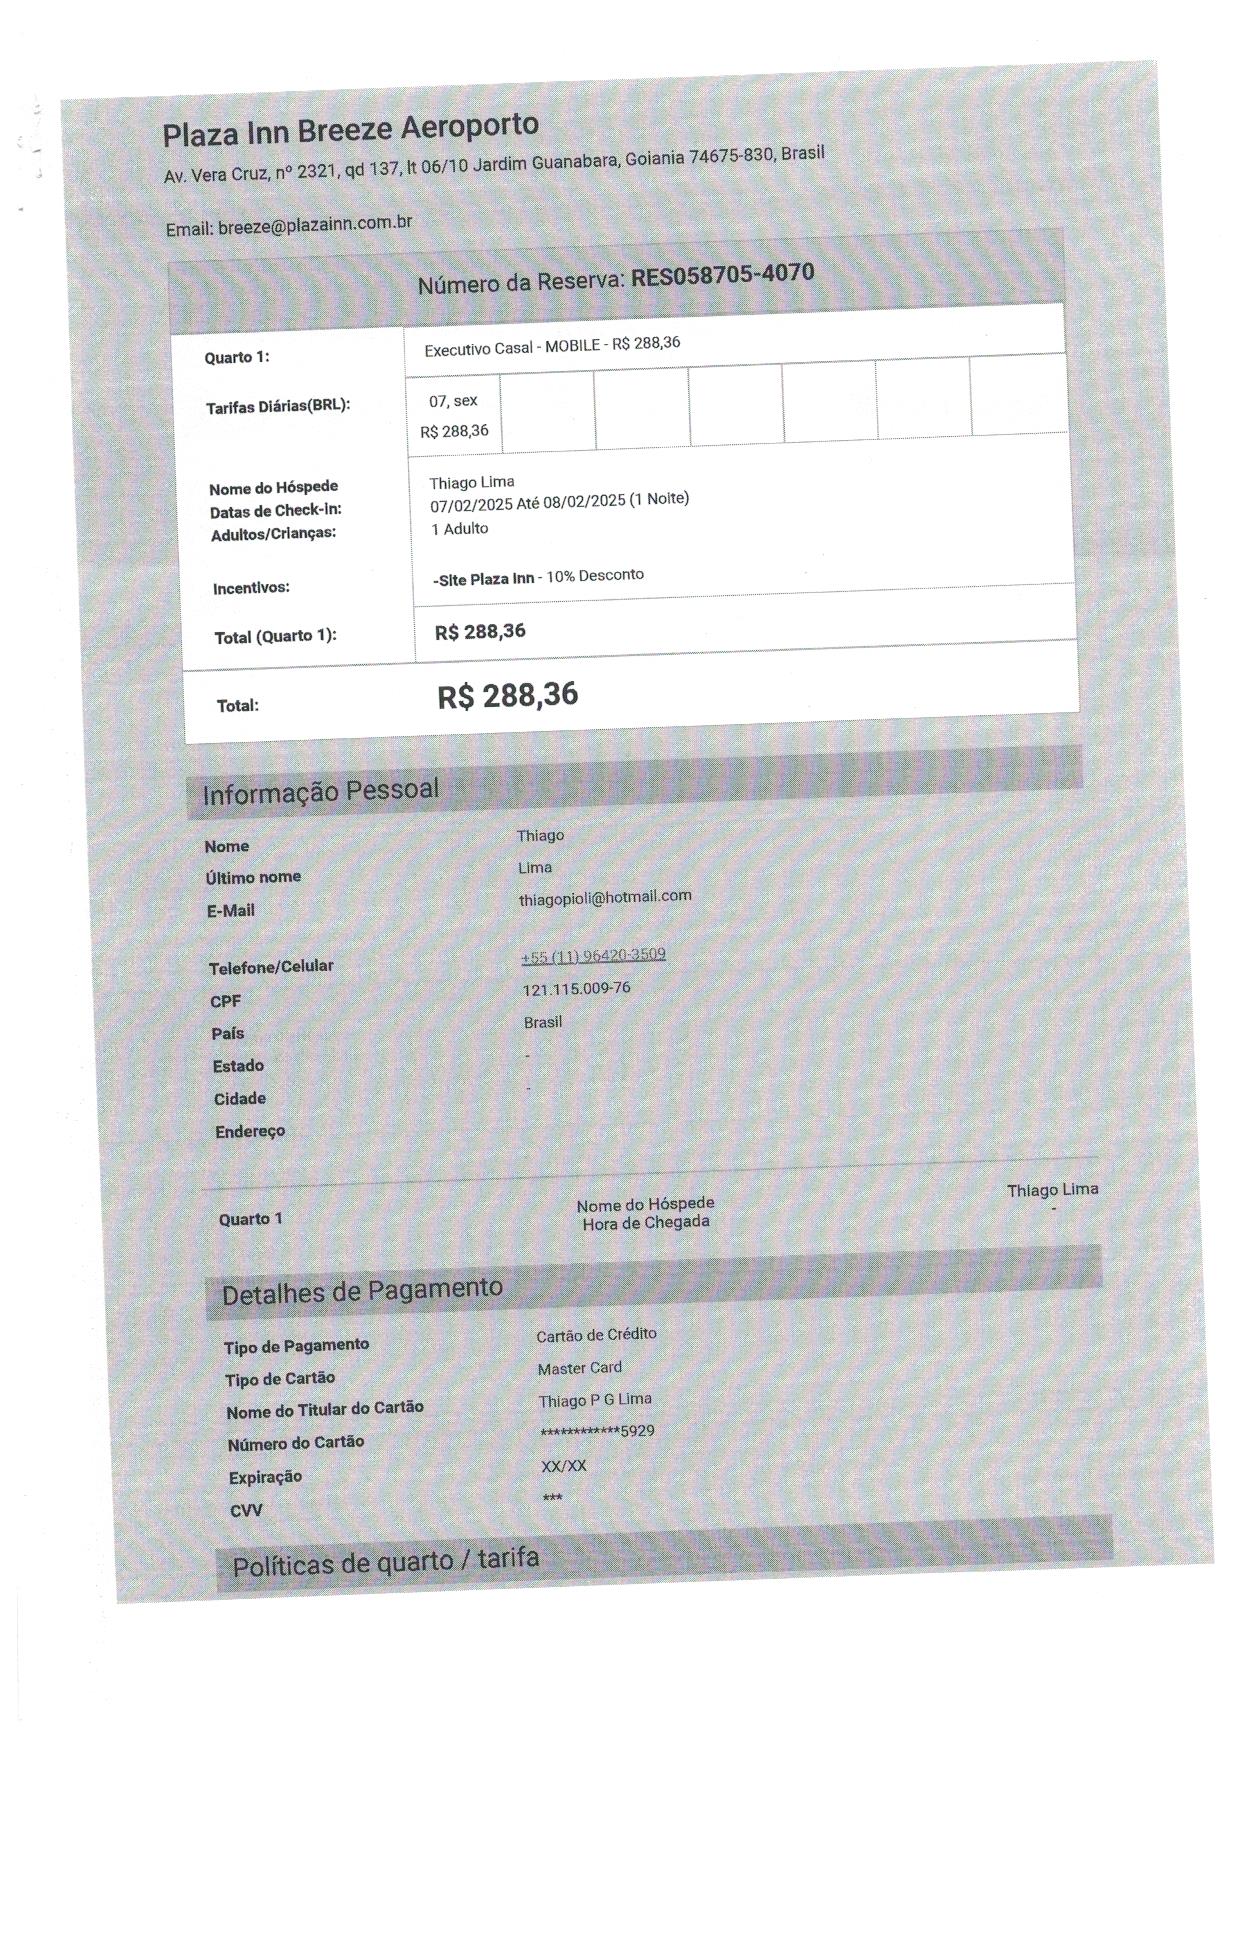 Plaza Inn Breeze Aeroporto
Av. Vera Cruz, nº 2321, qd 137, lt 06/10 Jardim Guanabara, Goiania 74675-830, Brasil
Email: breeze@plazainn.com.br
Número da Reserva: RES058705-4070
Quarto 1: Executivo Casal - MOBILE - R$ 288,36
Tarifas Diárias(BRL): 07, sex
R$ 288,36
Nome do Hóspede Thiago Lima
Datas de Check-in: 07/02/2025 Até 08/02/2025 (1 Noite)
Adultos/Crianças: 1 Adulto
Incentivos: -Site Plaza Inn - 10% Desconto
Total (Quarto 1): R$ 288,36
Total: R$ 288,36
Informação Pessoal
Nome Thiago
Último nome Lima
E-Mail thiagopioli@hotmail.com
Telefone/Celular +55 (11) 96420-3509
CPF 121.115.009-76
País Brasil
Estado -
Cidade -
Endereço
Quarto 1 Nome do Hóspede Thiago Lima
Hora de Chegada -
Detalhes de Pagamento
Tipo de Pagamento Cartão de Crédito
Tipo de Cartão Master Card
Nome do Titular do Cartão Thiago P G Lima
Número do Cartão ************5929
Expiração XX/XX
CVV ***
Políticas de quarto / tarifa